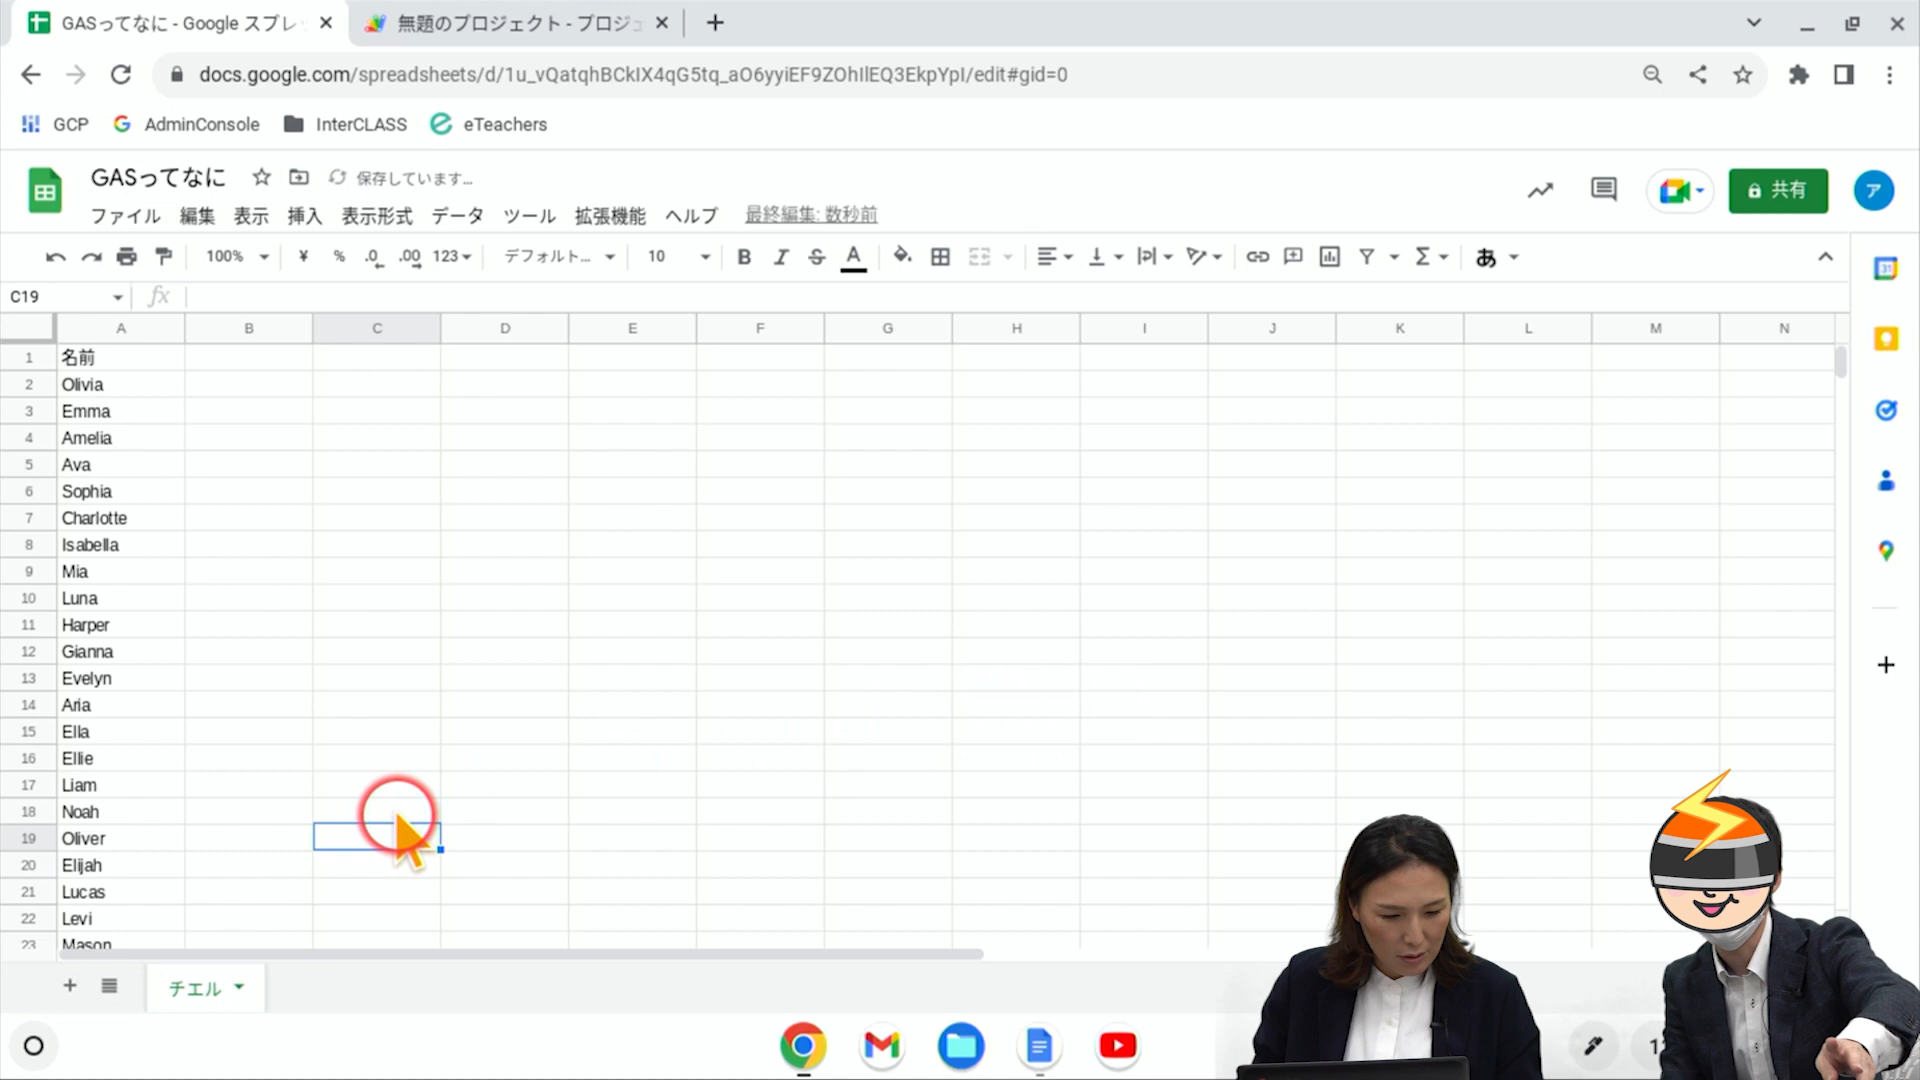 GASってなに - Google スプレ
無題のプロジェクト - プロジェ
docs.google.com/spreadsheets/d/1u_vQatqhBCkIX4qG5tq_aO6yyiEF9ZOhIlEQ3EkpYpI/edit#gid=0
GCP
AdminConsole
InterCLASS
eTeachers
GASってなに
保存しています...
共有
ア
ファイル 編集 表示 挿入 表示形式 データ ツール 拡張機能 ヘルプ 最終編集: 数秒前
100% ¥ % .0 .00 123 デフォルト... 10 B I S A あ
C19 fx
A B C D E F G H I J K L M N
1 名前
2 Olivia
3 Emma
4 Amelia
5 Ava
6 Sophia
7 Charlotte
8 Isabella
9 Mia
10 Luna
11 Harper
12 Gianna
13 Evelyn
14 Aria
15 Ella
16 Ellie
17 Liam
18 Noah
19 Oliver
20 Elijah
21 Lucas
22 Levi
23 Mason
チエル
31